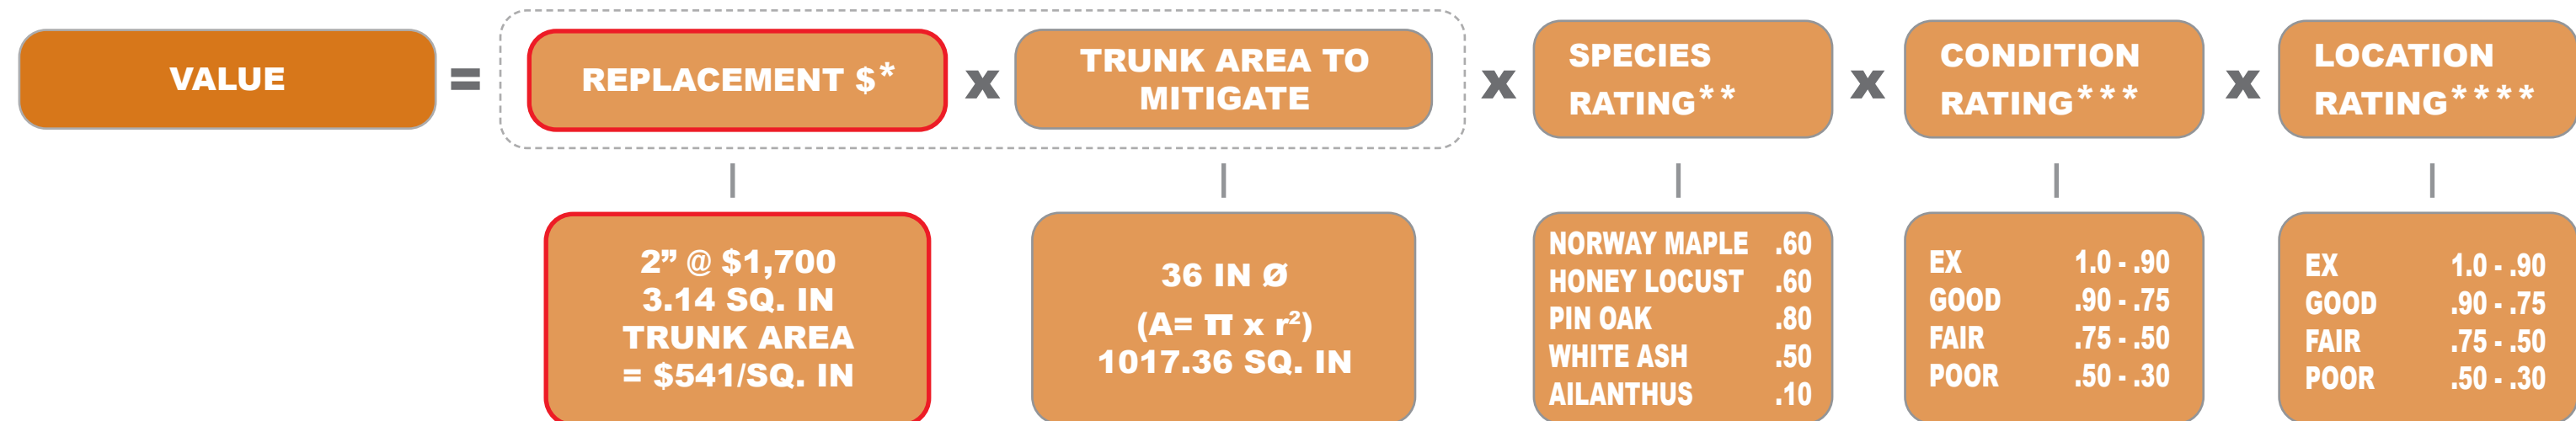 VALUE
=
REPLACEMENT $*
x
TRUNK AREA TO
MITIGATE
x
SPECIES
RATING**
x
CONDITION
RATING***
x
LOCATION
RATING****
2” @ $1,700
3.14 SQ. IN
TRUNK AREA
= $541/SQ. IN
36 IN Ø
(A= π x r²)
1017.36 SQ. IN
NORWAY MAPLE .60
HONEY LOCUST .60
PIN OAK .80
WHITE ASH .50
AILANTHUS .10
EX 1.0 - .90
GOOD .90 - .75
FAIR .75 - .50
POOR .50 - .30
EX 1.0 - .90
GOOD .90 - .75
FAIR .75 - .50
POOR .50 - .30